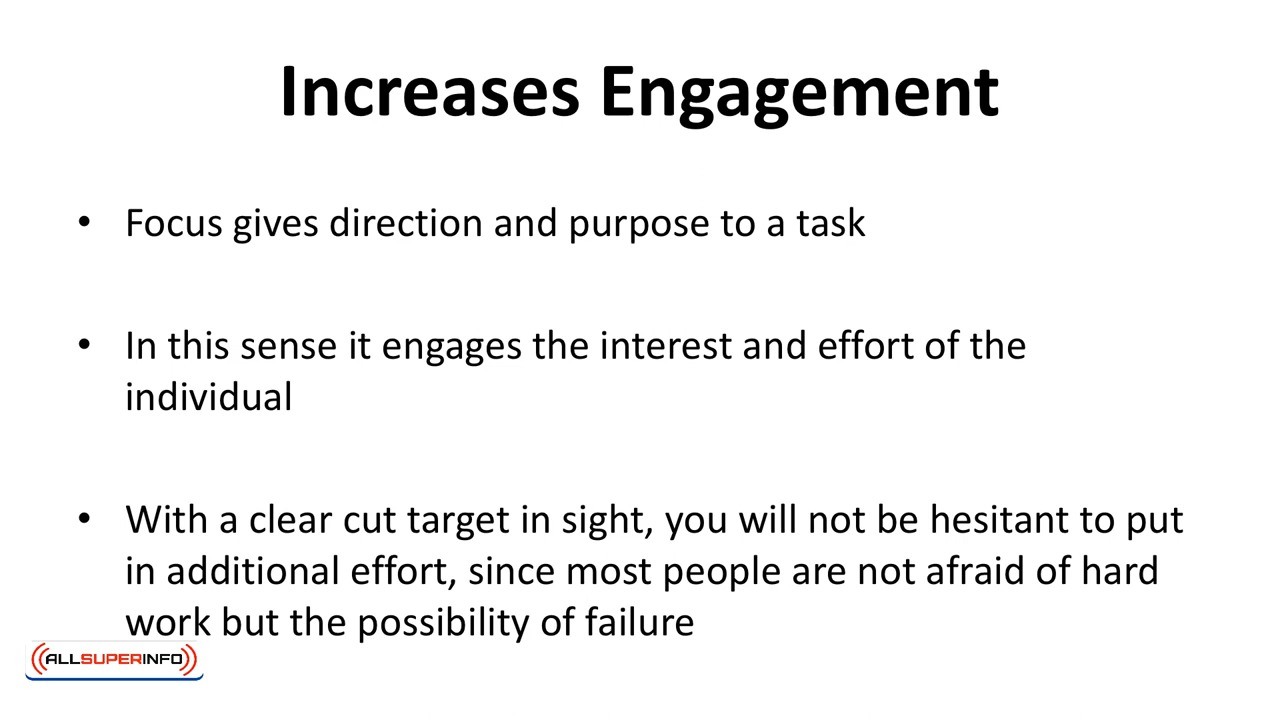 Increases Engagement
• Focus gives direction and purpose to a task
• In this sense it engages the interest and effort of the
individual
• With a clear cut target in sight, you will not be hesitant to put
in additional effort, since most people are not afraid of hard
work but the possibility of failure
ALLSUPERINFO